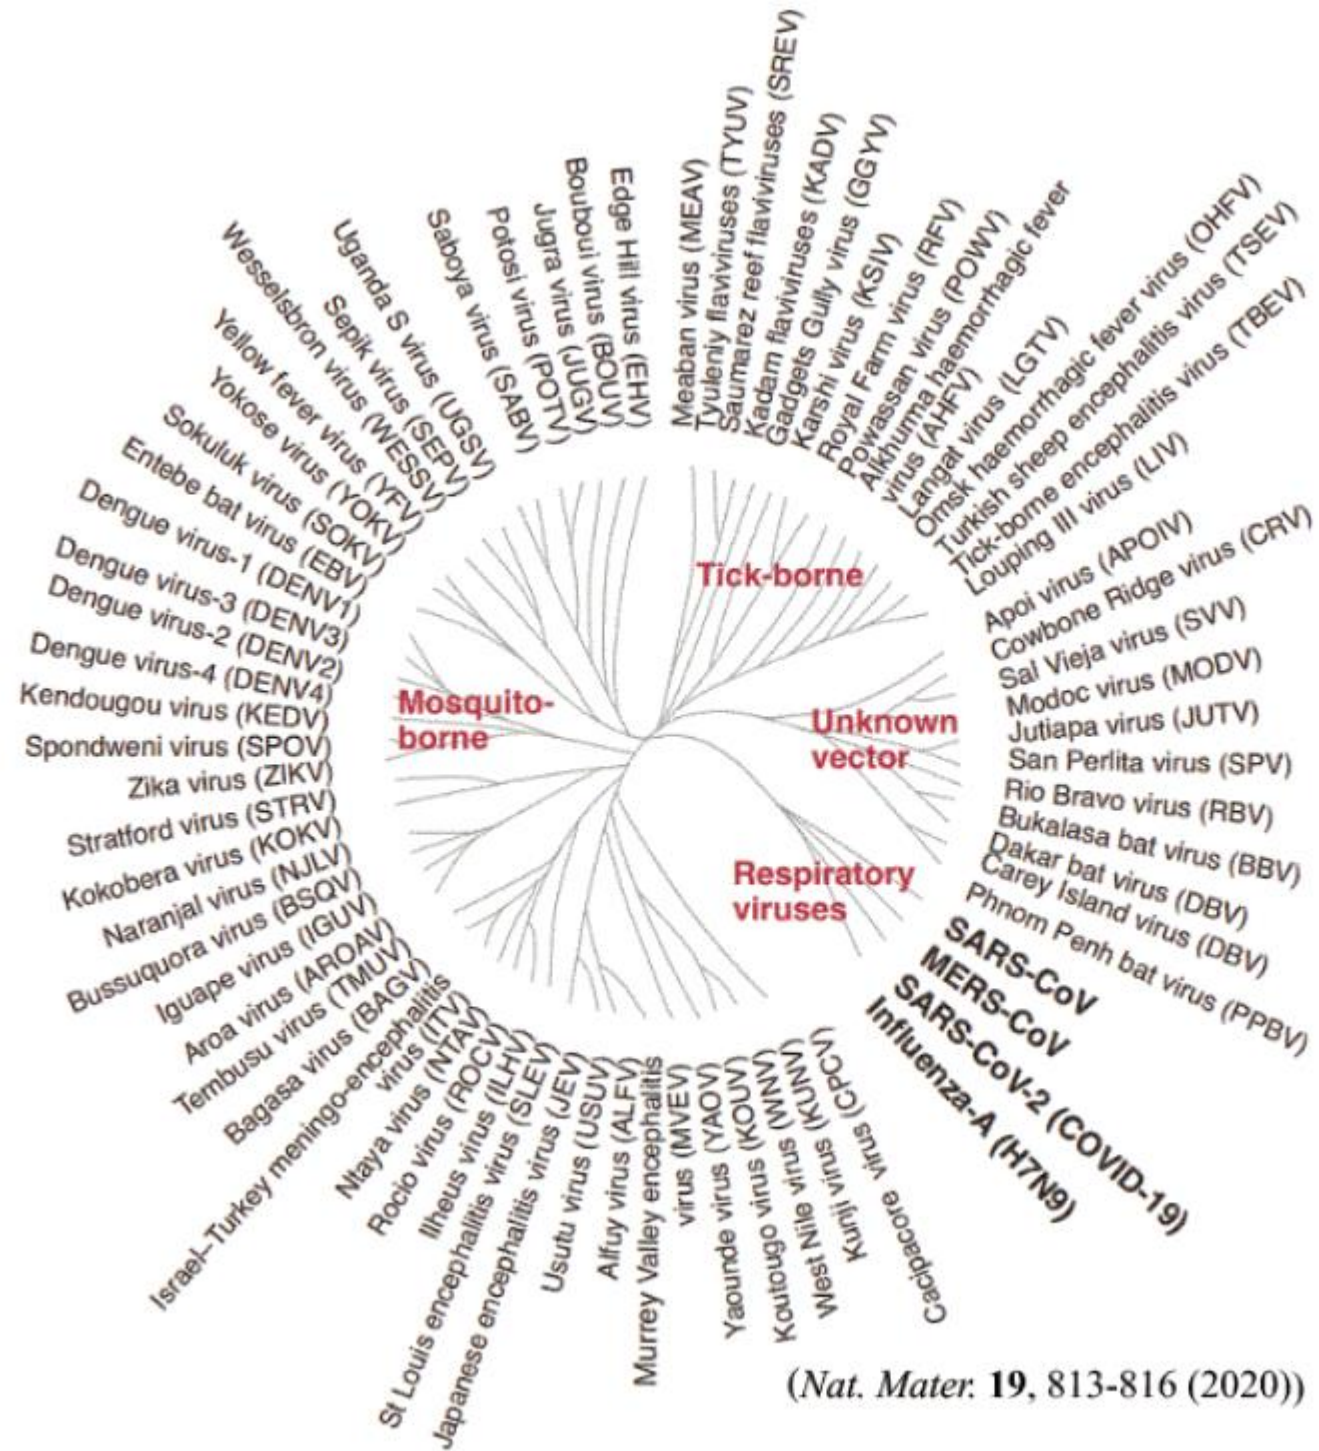 Meaban virus (MEAV)
Tyuleniy flaviviruses (TYUV)
Saumarez reef flaviviruses (SREV)
Kadam flaviviruses (KADV)
Gadgets Gully virus (GGYV)
Karshi virus (KSIV)
Royal Farm virus (RFV)
Powassan virus (POWV)
Alkhurma haemorrhagic fever
virus (AHFV)
Langat virus (LGTV)
Omsk haemorrhagic fever virus (OHFV)
Turkish sheep encephalitis virus (TSEV)
Tick-borne encephalitis virus (TBEV)
Louping III virus (LIV)
Apoi virus (APOIV)
Cowbone Ridge virus (CRV)
Sal Vieja virus (SVV)
Modoc virus (MODV)
Jutiapa virus (JUTV)
San Perlita virus (SPV)
Rio Bravo virus (RBV)
Bukalasa bat virus (BBV)
Dakar bat virus (DBV)
Carey Island virus (DBV)
Phnom Penh bat virus (PPBV)
SARS-CoV
MERS-CoV
SARS-CoV-2 (COVID-19)
Influenza-A (H7N9)
Cacipacore virus (CPCV)
Kunji virus (KUNV)
West Nile virus (WNV)
Koutougo virus (KOUV)
Yaounde virus (YAOV)
Murrey Valley encephalitis
virus (MVEV)
Alfuy virus (ALFV)
Usutu virus (USUV)
Japanese encephalitis virus (JEV)
St Louis encephalitis virus (SLEV)
Ilheus virus (ILHV)
Rocio virus (ROCV)
Ntaya virus (NTAV)
Israel–Turkey meningo-encephalitis
virus (ITV)
Bagasa virus (BAGV)
Tembusu virus (TMUV)
Aroa virus (AROAV)
Iguape virus (IGUV)
Bussuquora virus (BSQV)
Naranjal virus (NJLV)
Kokobera virus (KOKV)
Stratford virus (STRV)
Zika virus (ZIKV)
Spondweni virus (SPOV)
Kendougou virus (KEDV)
Dengue virus-4 (DENV4)
Dengue virus-2 (DENV2)
Dengue virus-3 (DENV3)
Dengue virus-1 (DENV1)
Entebe bat virus (EBV)
Sokuluk virus (SOKV)
Yokose virus (YOKV)
Yellow fever virus (YFV)
Wesselsbron virus (WESSV)
Sepik virus (SEPV)
Uganda S virus (UGSV)
Saboya virus (SABV)
Potosi virus (POTV)
Jugra virus (JUGV)
Bouboui virus (BOUV)
Edge Hill virus (EHV)
Tick-borne
Mosquito-
borne
Unknown
vector
Respiratory
viruses
(Nat. Mater. 19, 813-816 (2020))